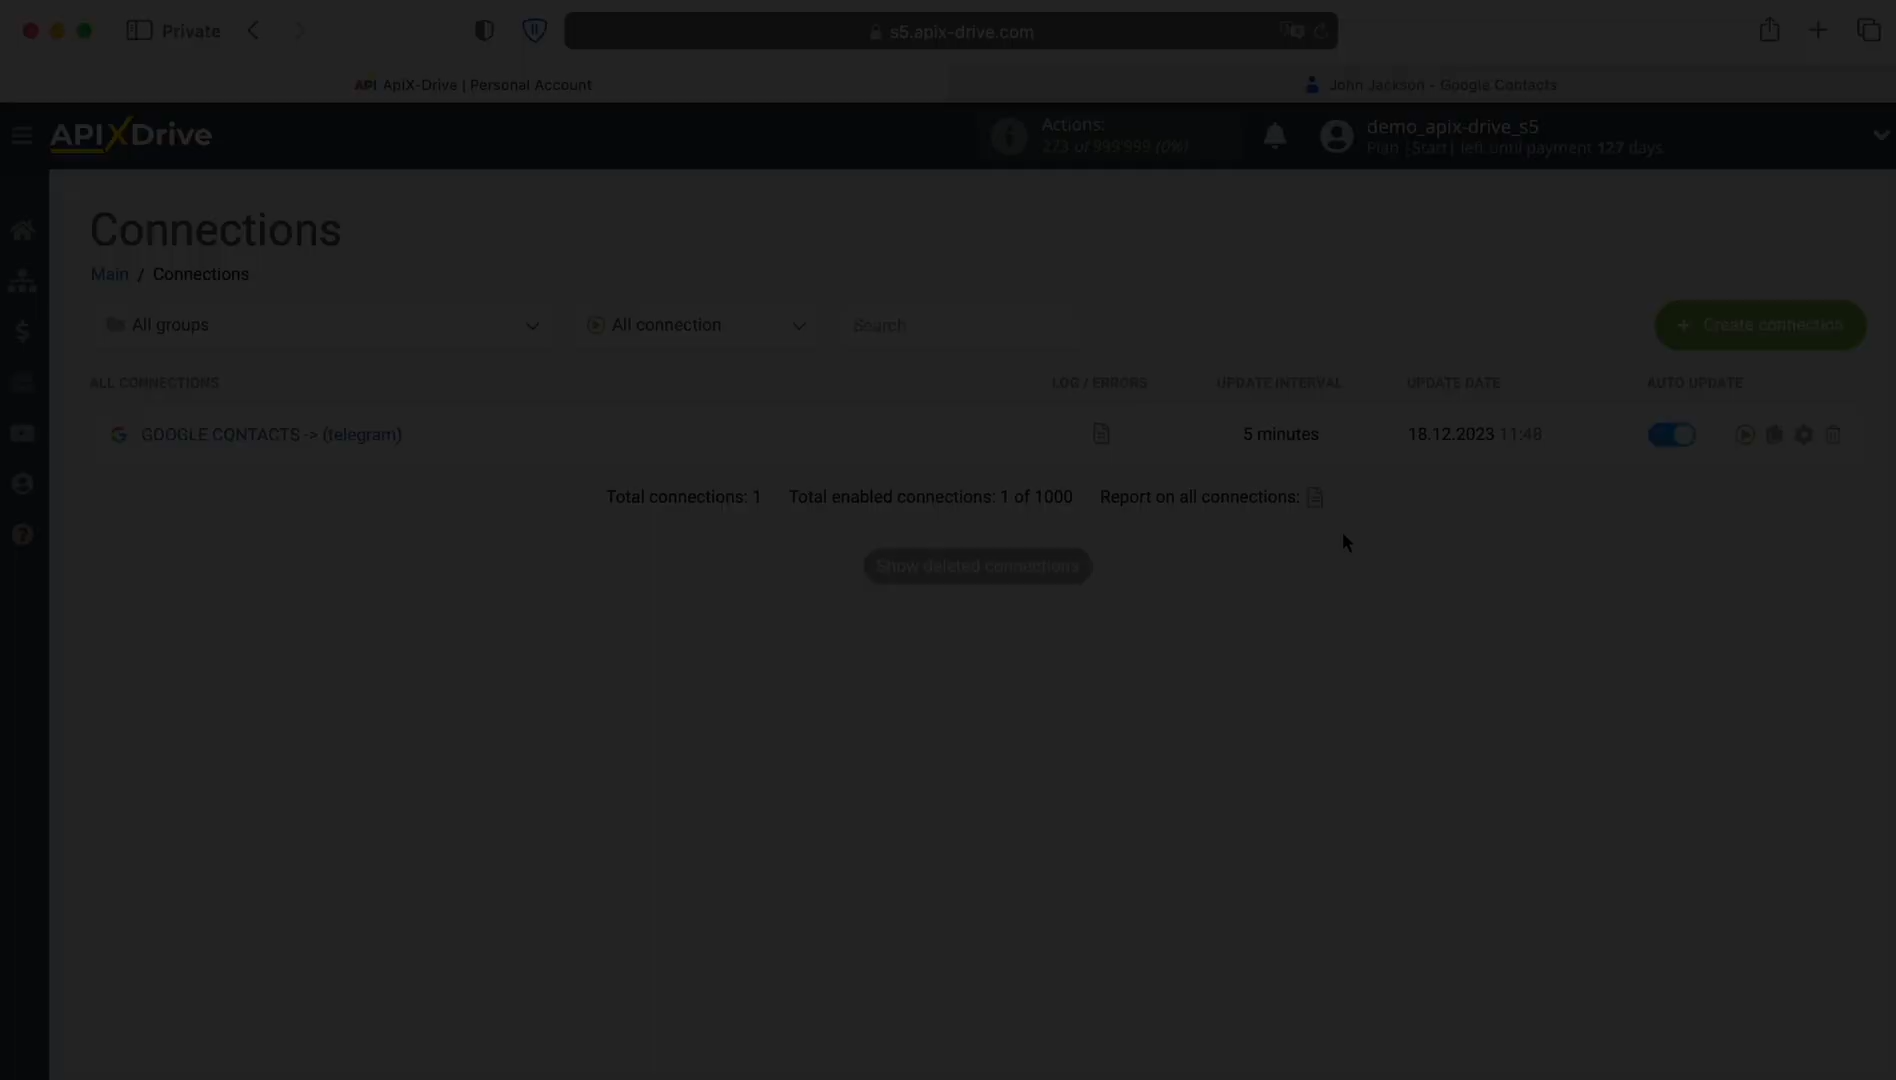 Private
s5.apix-drive.com
API ApiX-Drive | Personal Account
John Jackson - Google Contacts
APIXDrive
Actions:
273 of 999'999 (0%)
demo_apix-drive_s5
Plan |Start| left until payment 127 days
Connections
Main / Connections
All groups
All connection
Search
+ Create connection
ALL CONNECTIONS
LOG / ERRORS
UPDATE INTERVAL
UPDATE DATE
AUTO UPDATE
GOOGLE CONTACTS -> (telegram)
5 minutes
18.12.2023 11:48
Total connections: 1
Total enabled connections: 1 of 1000
Report on all connections:
Show deleted connections